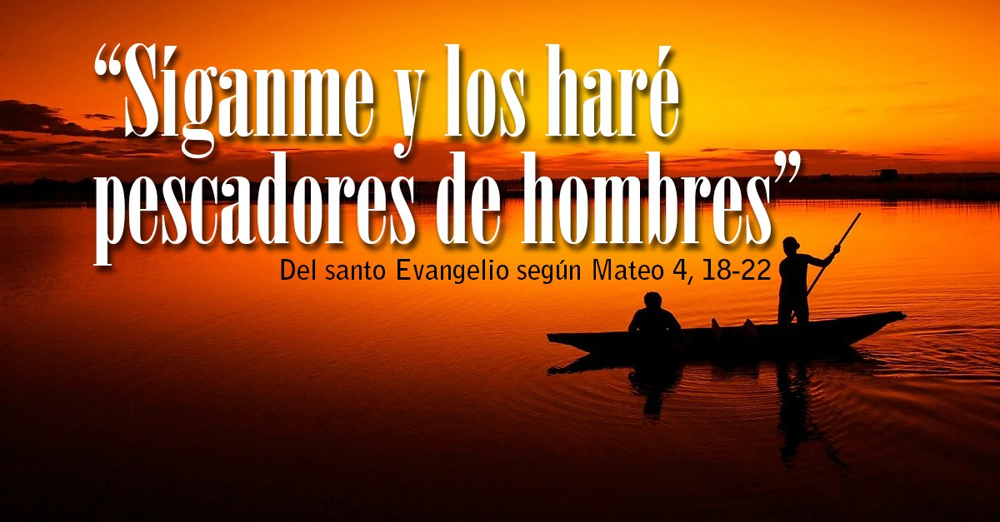 “Síganme y los haré
pescadores de hombres”
Del santo Evangelio según Mateo 4, 18-22